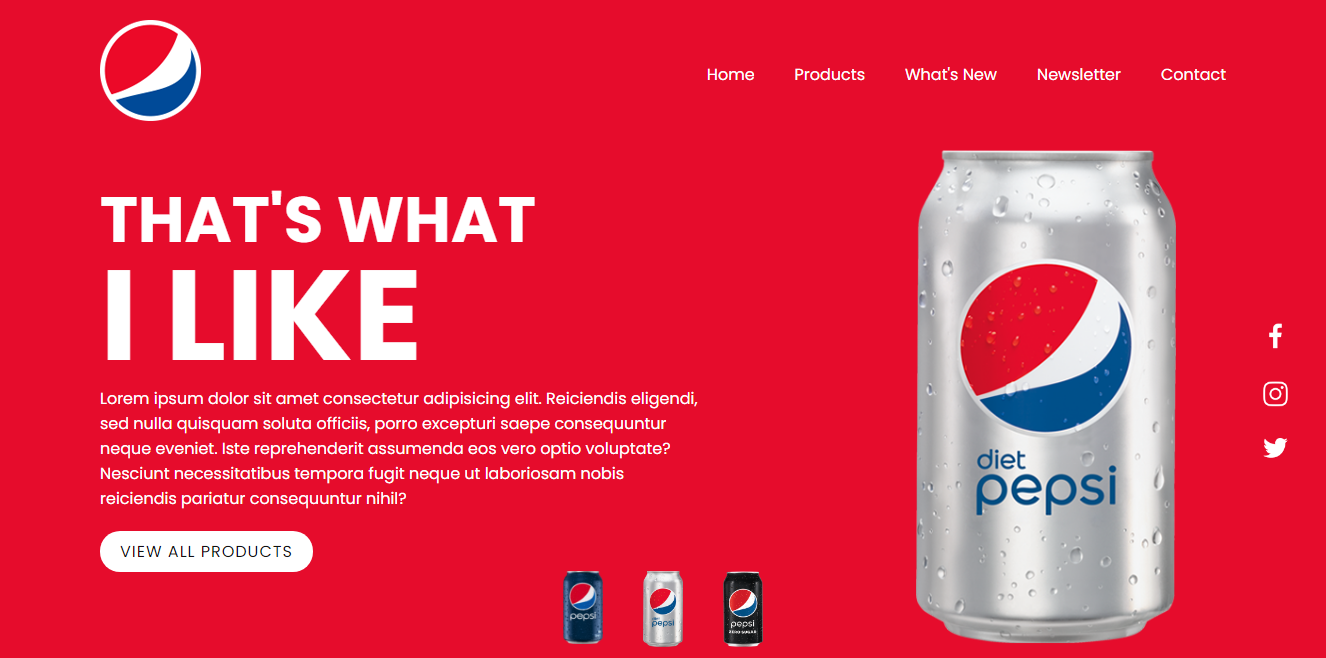 Home Products What's New Newsletter Contact
THAT'S WHAT
I LIKE
Lorem ipsum dolor sit amet consectetur adipisicing elit. Reiciendis eligendi,
sed nulla quisquam soluta officiis, porro excepturi saepe consequuntur
neque eveniet. Iste reprehenderit assumenda eos vero optio voluptate?
Nesciunt necessitatibus tempora fugit neque ut laboriosam nobis
reiciendis pariatur consequuntur nihil?
VIEW ALL PRODUCTS
diet
pepsi
pepsi
diet
pepsi
pepsi
ZERO SUGAR